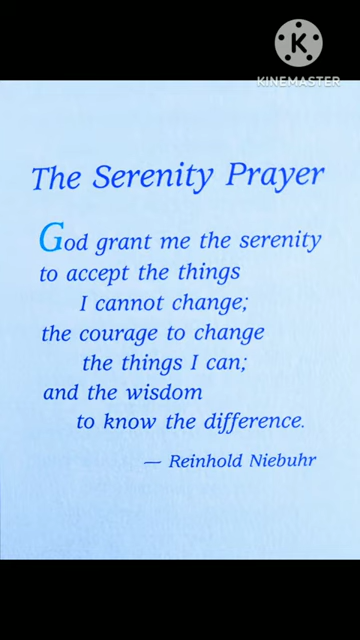 K
KINEMASTER
The Serenity Prayer
God grant me the serenity
to accept the things
I cannot change;
the courage to change
the things I can;
and the wisdom
to know the difference.
— Reinhold Niebuhr